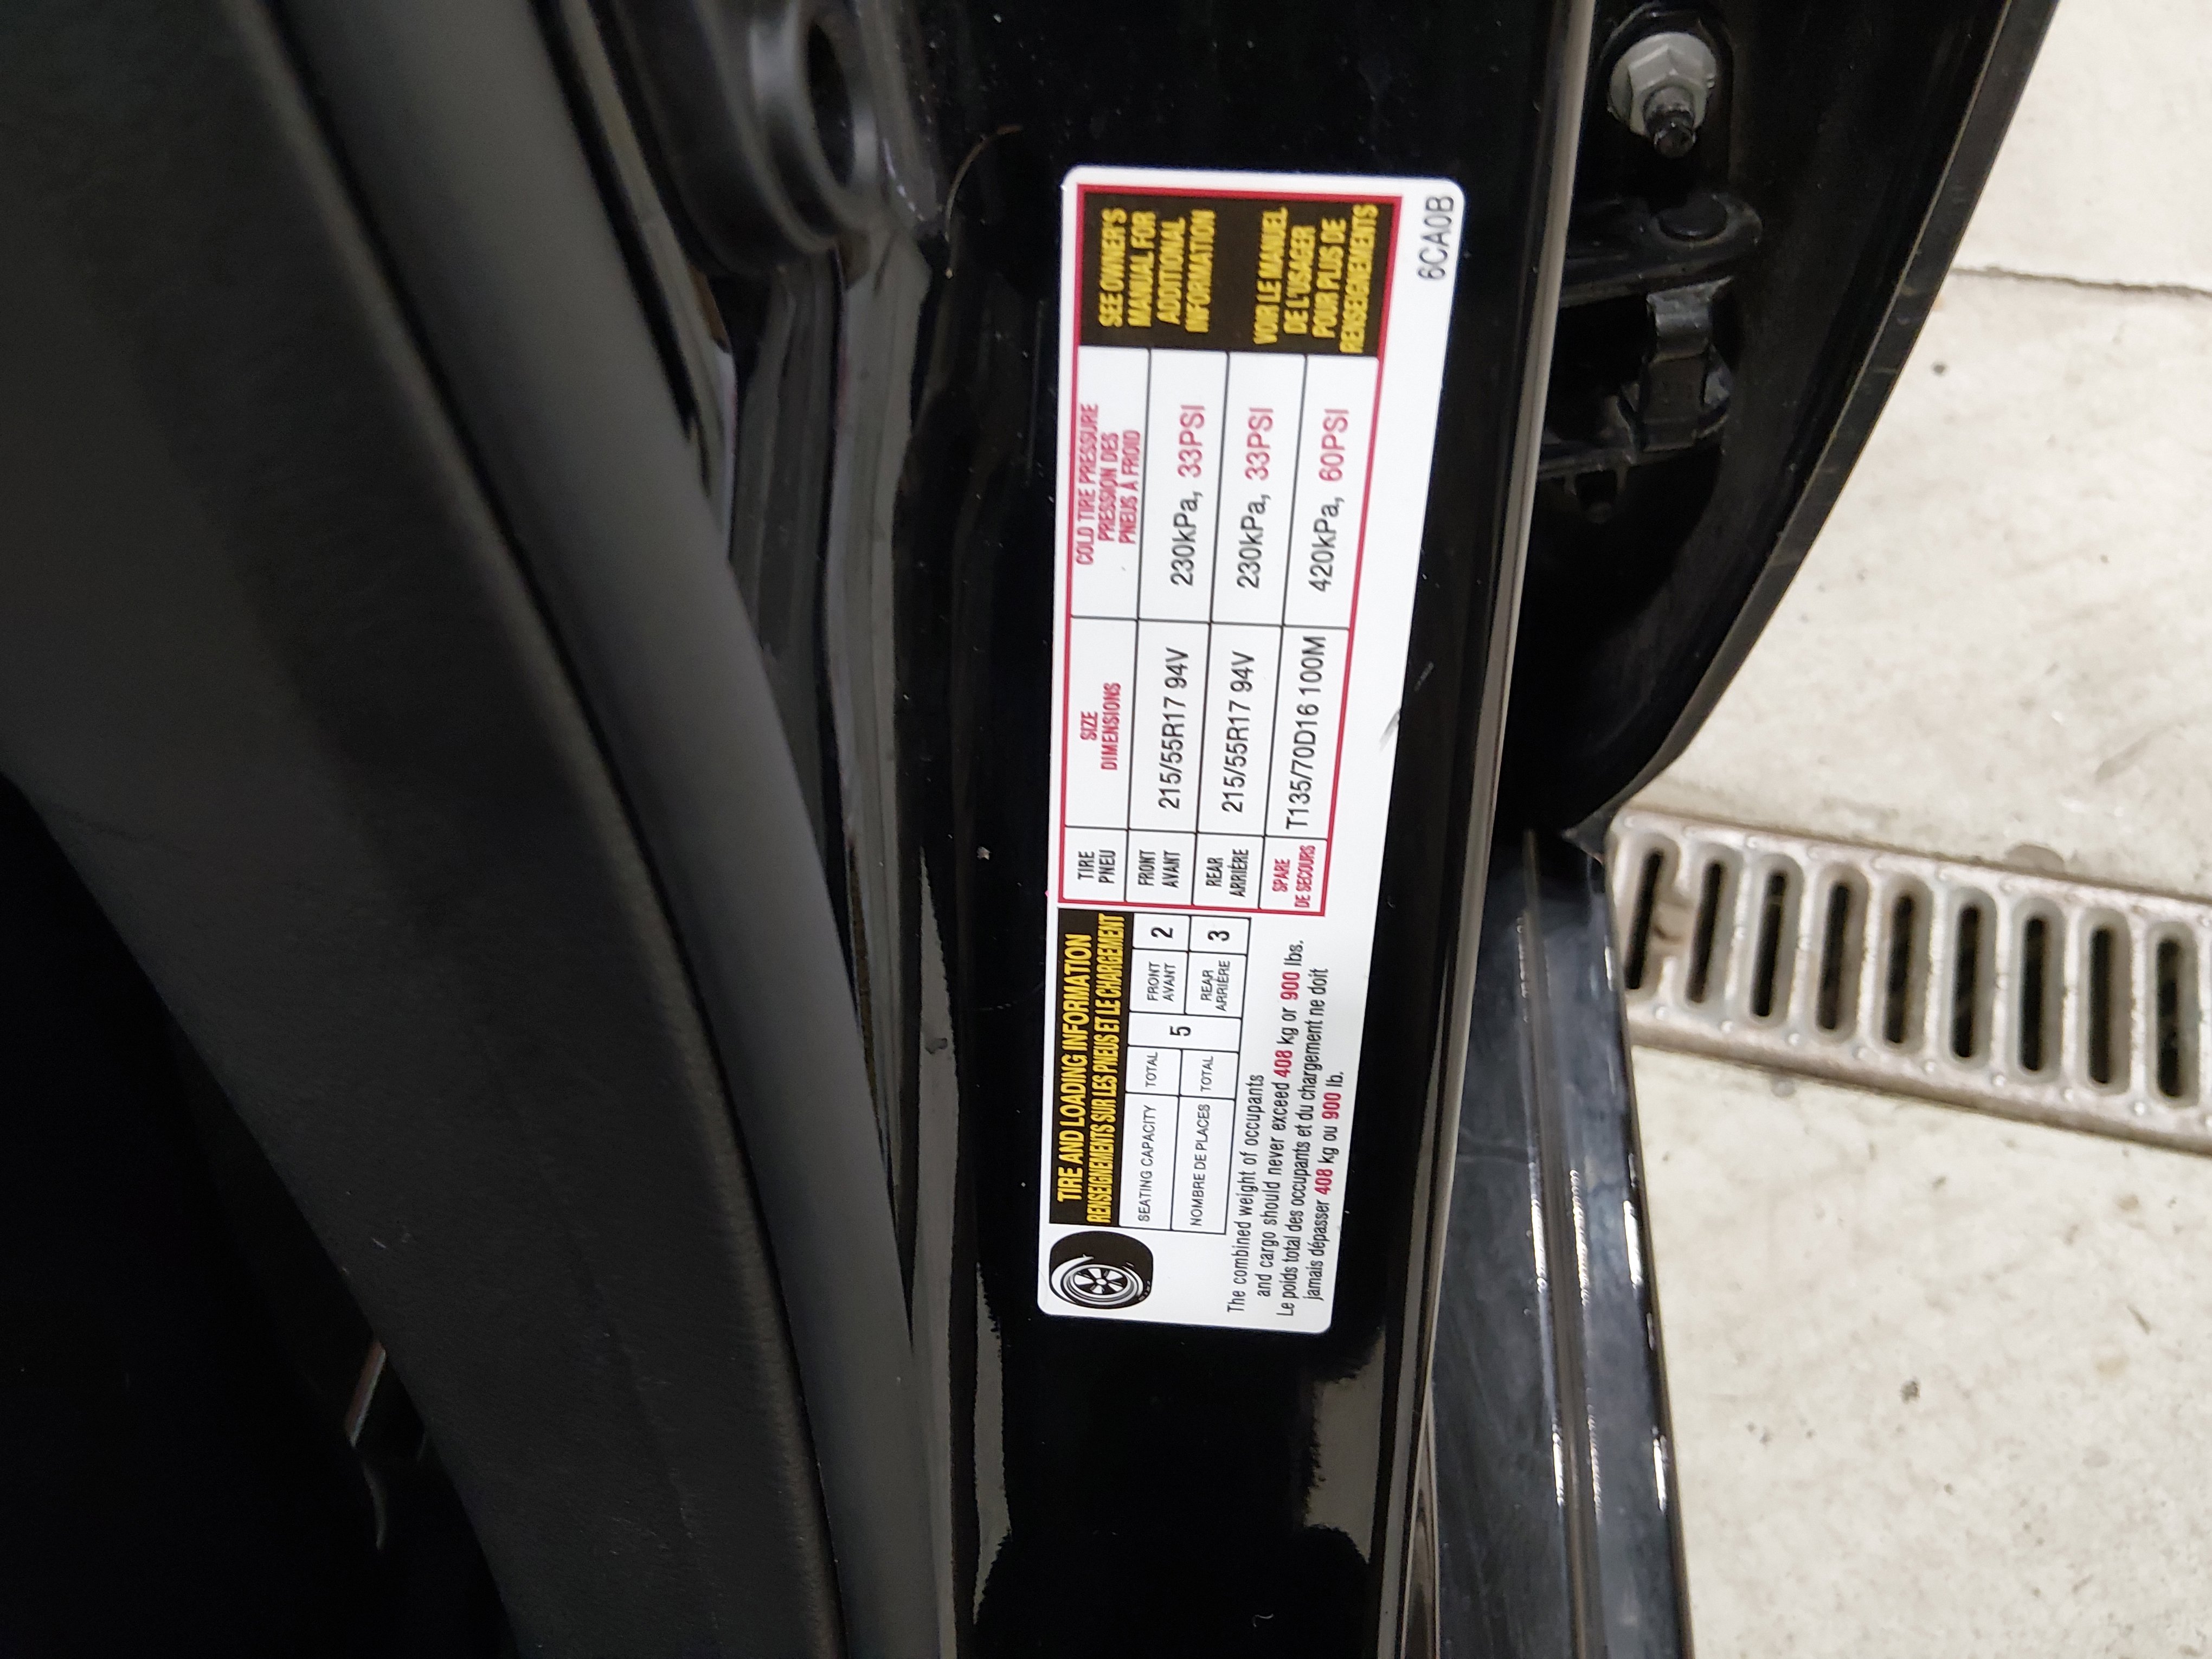 TIRE AND LOADING INFORMATION
RENSEIGNEMENTS SUR LES PNEUS ET LE CHARGEMENT
SEATING CAPACITY TOTAL 5 FRONT AVANT 2
NOMBRE DE PLACES TOTAL REAR ARRIÈRE 3
The combined weight of occupants
and cargo should never exceed 408 kg or 900 lbs.
Le poids total des occupants et du chargement ne doit
jamais dépasser 408 kg ou 900 lb.
TIRE PNEU
SIZE DIMENSIONS
COLD TIRE PRESSURE
PRESSION DES
PNEUS À FROID
FRONT AVANT 215/55R17 94V 230kPa, 33PSI
REAR ARRIÈRE 215/55R17 94V 230kPa, 33PSI
SPARE DE SECOURS T135/70D16 100M 420kPa, 60PSI
SEE OWNER'S
MANUAL FOR
ADDITIONAL
INFORMATION
VOIR LE MANUEL
DE L'USAGER
POUR PLUS DE
RENSEIGNEMENTS
6CA0B